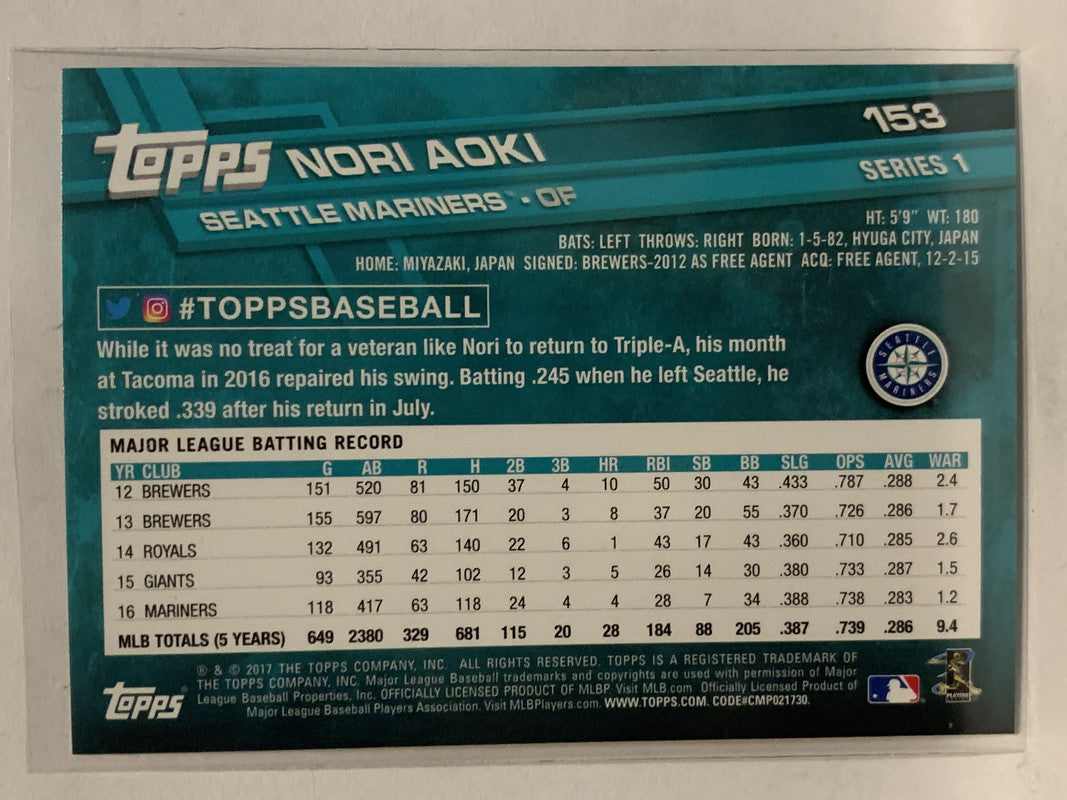 TOPPS NORI AOKI 153
SEATTLE MARINERS™ • OF SERIES 1
HT: 5'9" WT: 180
BATS: LEFT THROWS: RIGHT BORN: 1-5-82, HYUGA CITY, JAPAN
HOME: MIYAZAKI, JAPAN SIGNED: BREWERS-2012 AS FREE AGENT ACQ: FREE AGENT, 12-2-15
#TOPPSBASEBALL
While it was no treat for a veteran like Nori to return to Triple-A, his month
at Tacoma in 2016 repaired his swing. Batting .245 when he left Seattle, he
stroked .339 after his return in July.
SEATTLE MARINERS
MAJOR LEAGUE BATTING RECORD
YR CLUB G AB R H 2B 3B HR RBI SB BB SLG OPS AVG WAR
12 BREWERS 151 520 81 150 37 4 10 50 30 43 .433 .787 .288 2.4
13 BREWERS 155 597 80 171 20 3 8 37 20 55 .370 .726 .286 1.7
14 ROYALS 132 491 63 140 22 6 1 43 17 43 .360 .710 .285 2.6
15 GIANTS 93 355 42 102 12 3 5 26 14 30 .380 .733 .287 1.5
16 MARINERS 118 417 63 118 24 4 4 28 7 34 .388 .738 .283 1.2
MLB TOTALS (5 YEARS) 649 2380 329 681 115 20 28 184 88 205 .387 .739 .286 9.4
® & © 2017 THE TOPPS COMPANY, INC. ALL RIGHTS RESERVED. TOPPS IS A REGISTERED TRADEMARK OF
THE TOPPS COMPANY, INC. Major League Baseball trademarks and copyrights are used with permission of Major
League Baseball Properties, Inc. OFFICIALLY LICENSED PRODUCT OF MLBP. Visit MLB.com Officially Licensed Product of
Major League Baseball Players Association. Visit MLBPlayers.com. WWW.TOPPS.COM. CODE#CMP021730.
TOPPS®
PLAYERS